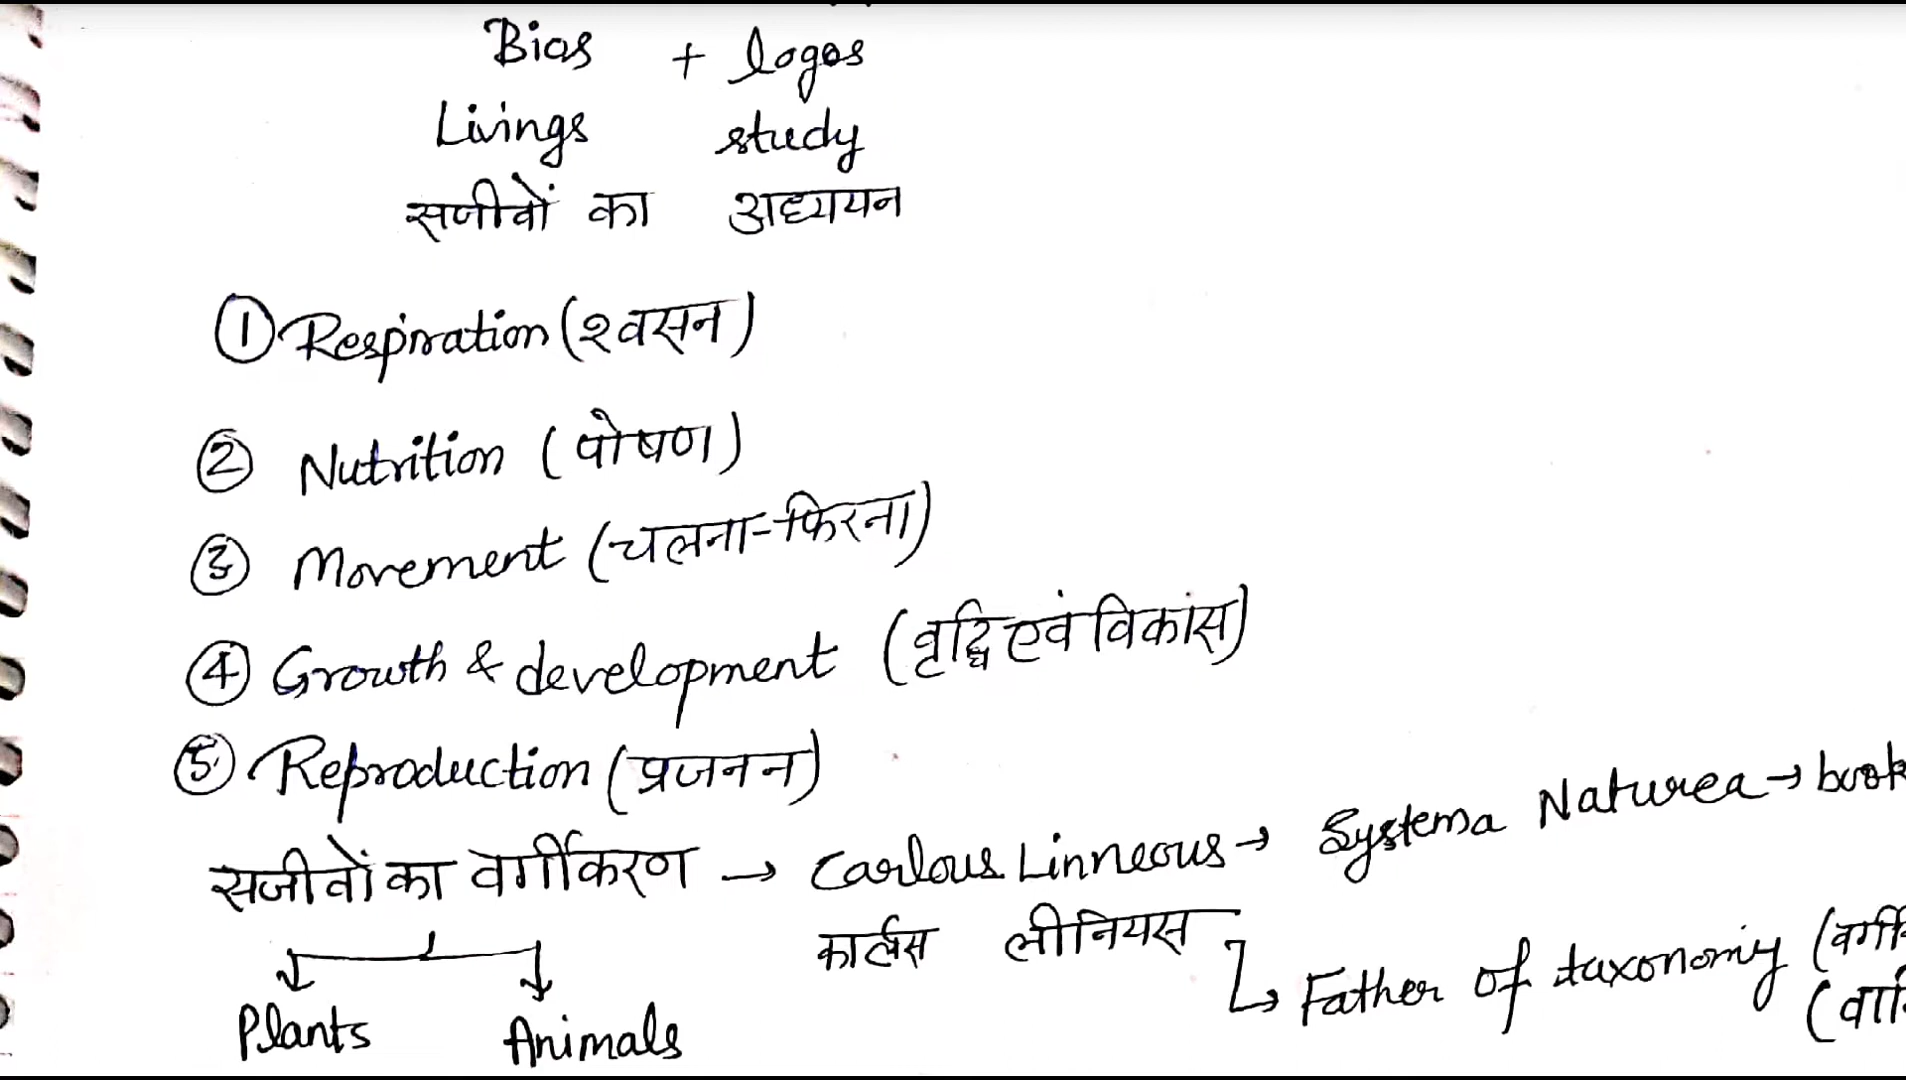 Bios + logos
Livings study
सजीवों का अध्ययन
① Respiration (श्वसन)
② Nutrition (पोषण)
③ Movement (चलना-फिरना)
④ Growth & development (वृद्धि एवं विकास)
⑤ Reproduction (प्रजनन)
सजीवों का वर्गीकरण → Carlous Linneous → Systema Naturea → book
कार्लस लीनियस
↳ Father of taxonomy (वर्गी
(वर्गि
Plants Animals